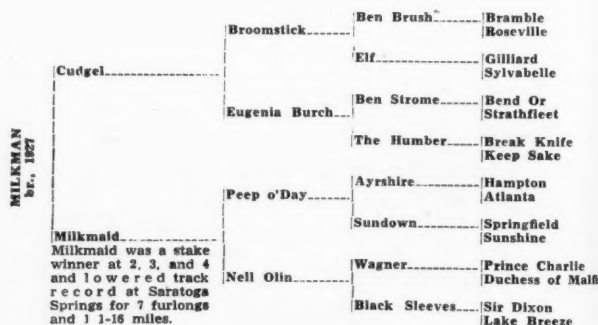 MILKMAN
br., 1927
Cudgel
Milkmaid
Milkmaid was a stake
winner at 2, 3, and 4
and lowered track
record at Saratoga
Springs for 7 furlongs
and 1 1-16 miles.
Broomstick
Eugenia Burch
Peep o'Day
Nell Olin
Ben Brush
Elf
Ben Strome
The Humber
Ayrshire
Sundown
Wagner
Black Sleeves
Bramble
Roseville
Gilliard
Sylvabelle
Bend Or
Strathfleet
Break Knife
Keep Sake
Hampton
Atlanta
Springfield
Sunshine
Prince Charlie
Duchess of Malfi
Sir Dixon
Lake Breeze